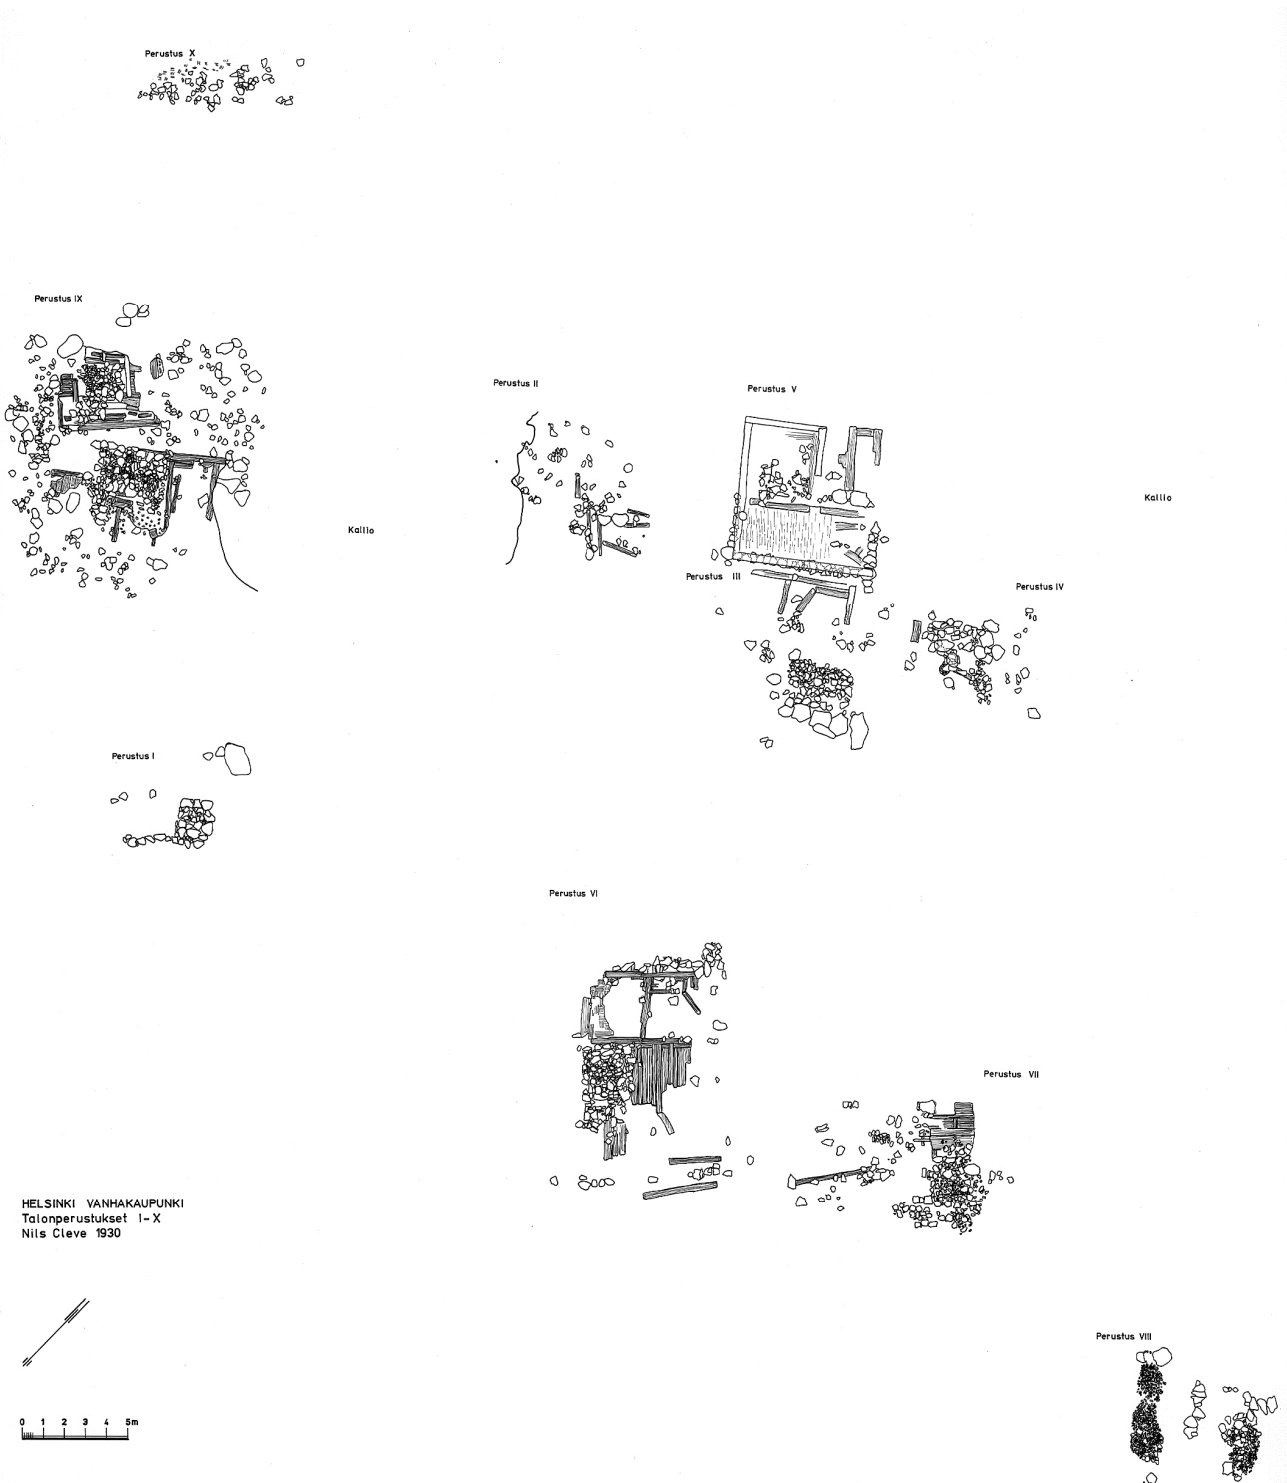 Perustus X
Perustus IX
Perustus II
Perustus V
Kallio
Kallio
Perustus III
Perustus IV
Perustus I
Perustus VI
Perustus VII
HELSINKI VANHAKAUPUNKI
Talonperustukset I-X
Nils Cleve 1930
Perustus VIII
0 1 2 3 4 5m